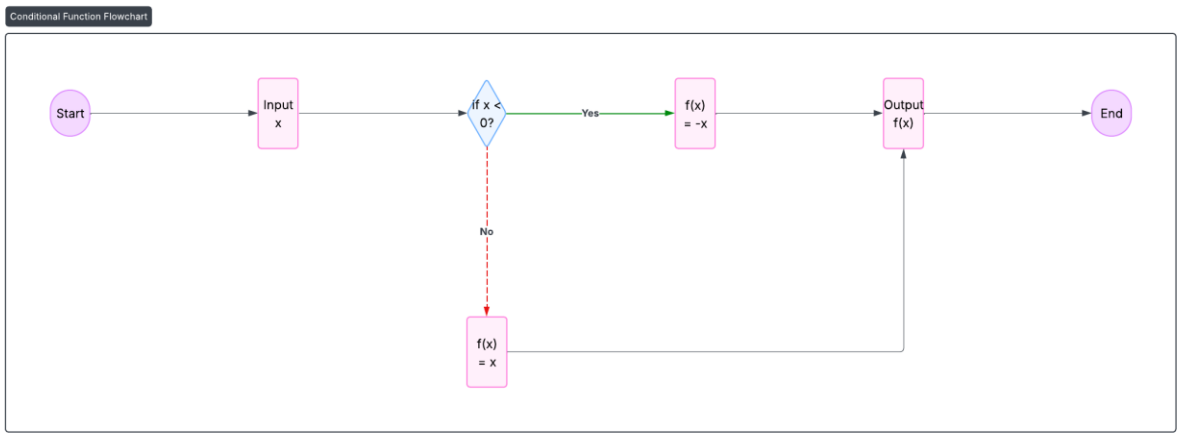 Conditional Function Flowchart
Start
Input
x
if x <
0?
Yes
f(x)
= -x
Output
f(x)
End
No
f(x)
= x